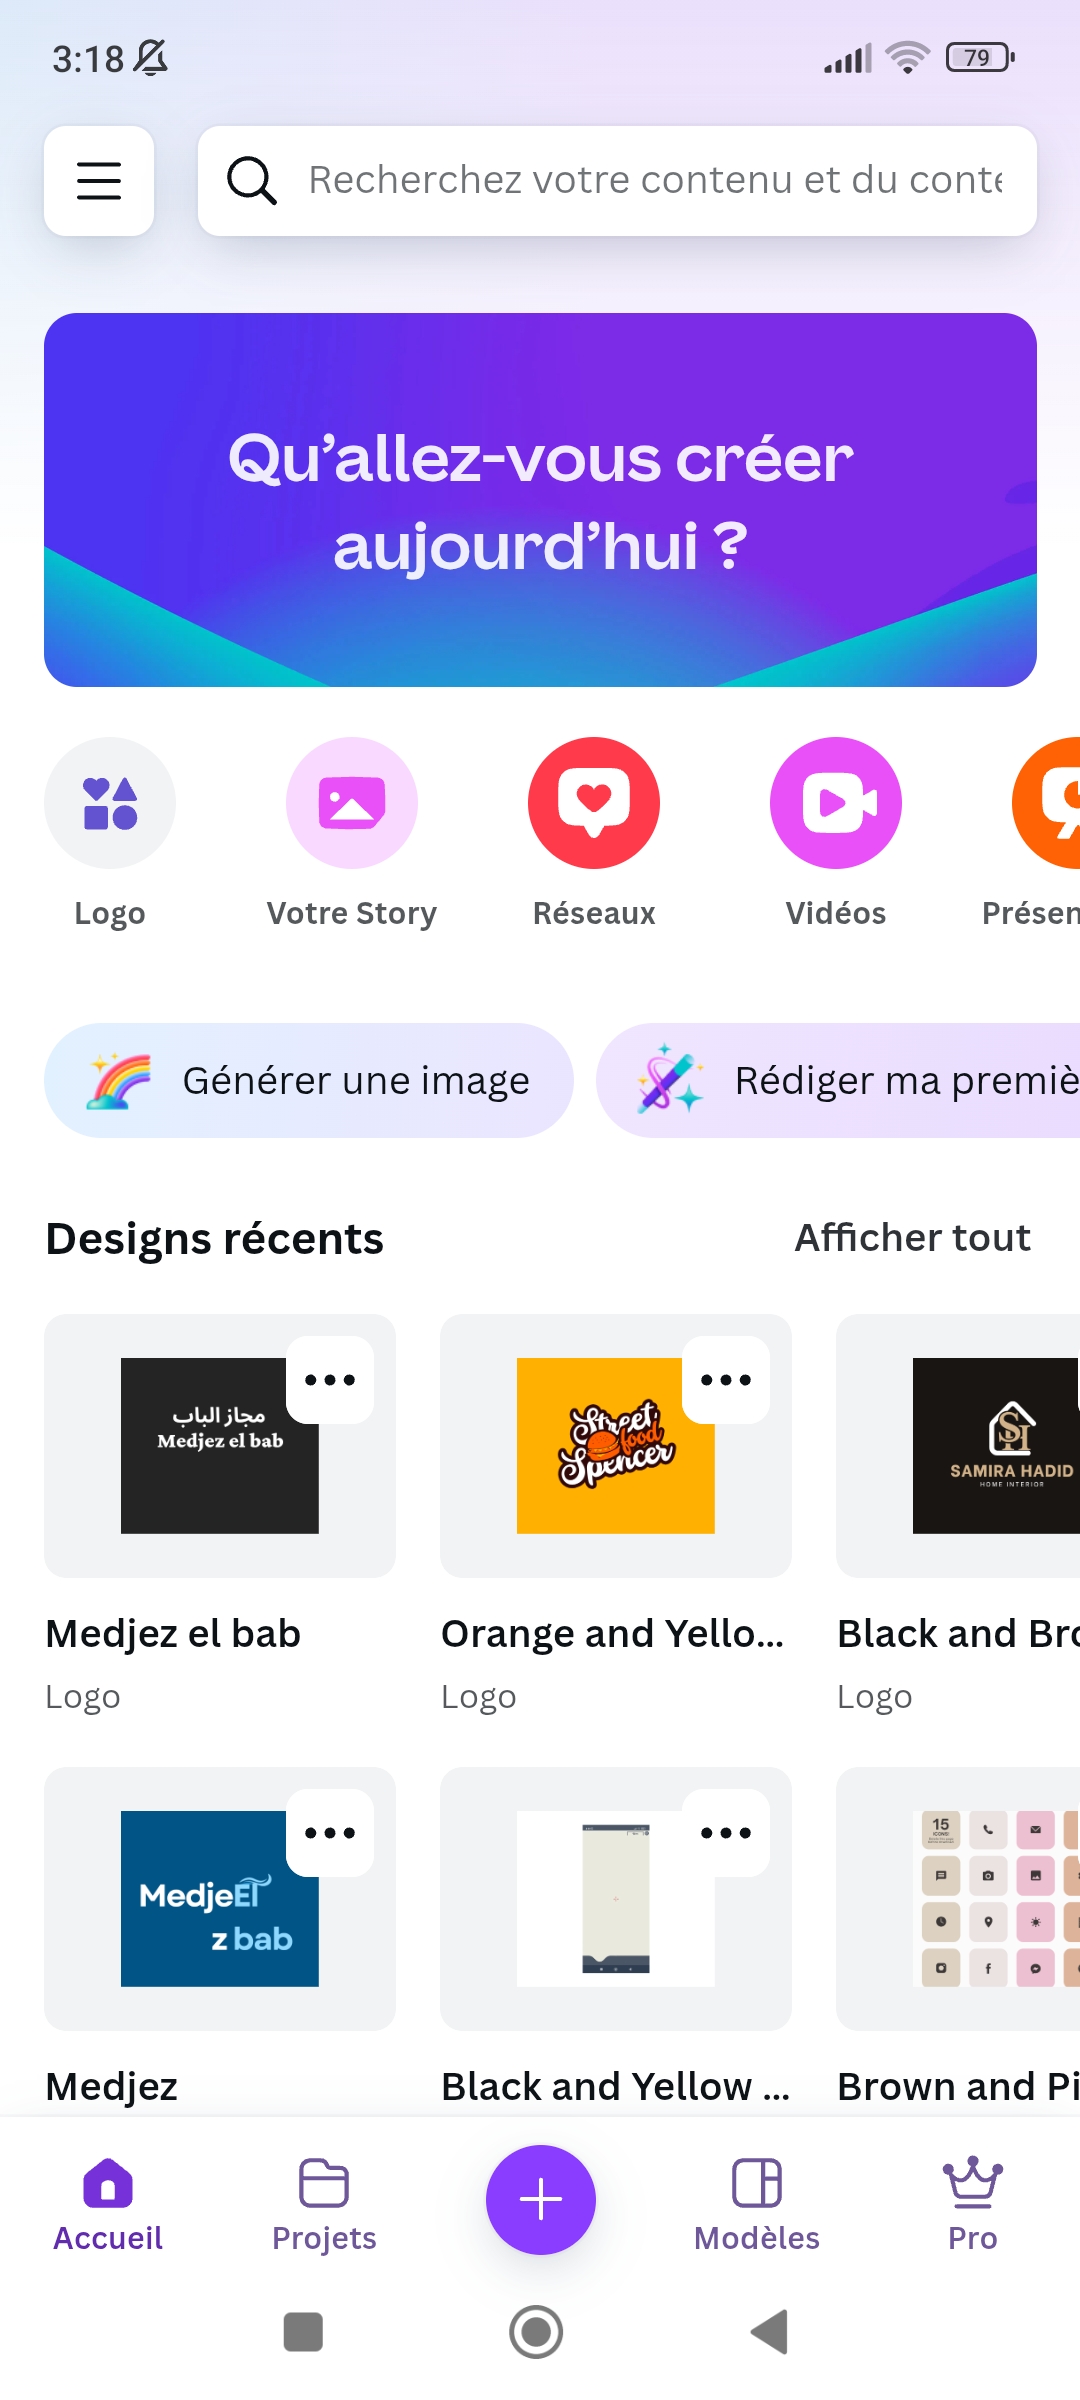 3:18
79
Recherchez votre contenu et du conte
Qu'allez-vous créer
aujourd'hui ?
Logo
Votre Story
Réseaux
Vidéos
Présen
Générer une image
Rédiger ma premiè
Designs récents
Afficher tout
مجاز الباب
Medjez el bab
Street
food
Spencer
SH
SAMIRA HADID
HOME INTERIOR
Medjez el bab
Orange and Yello...
Black and Bro
Logo
Logo
Logo
MedjeEl
z bab
15
ICONS
Medjez
Black and Yellow ...
Brown and Pi
Accueil
Projets
Modèles
Pro